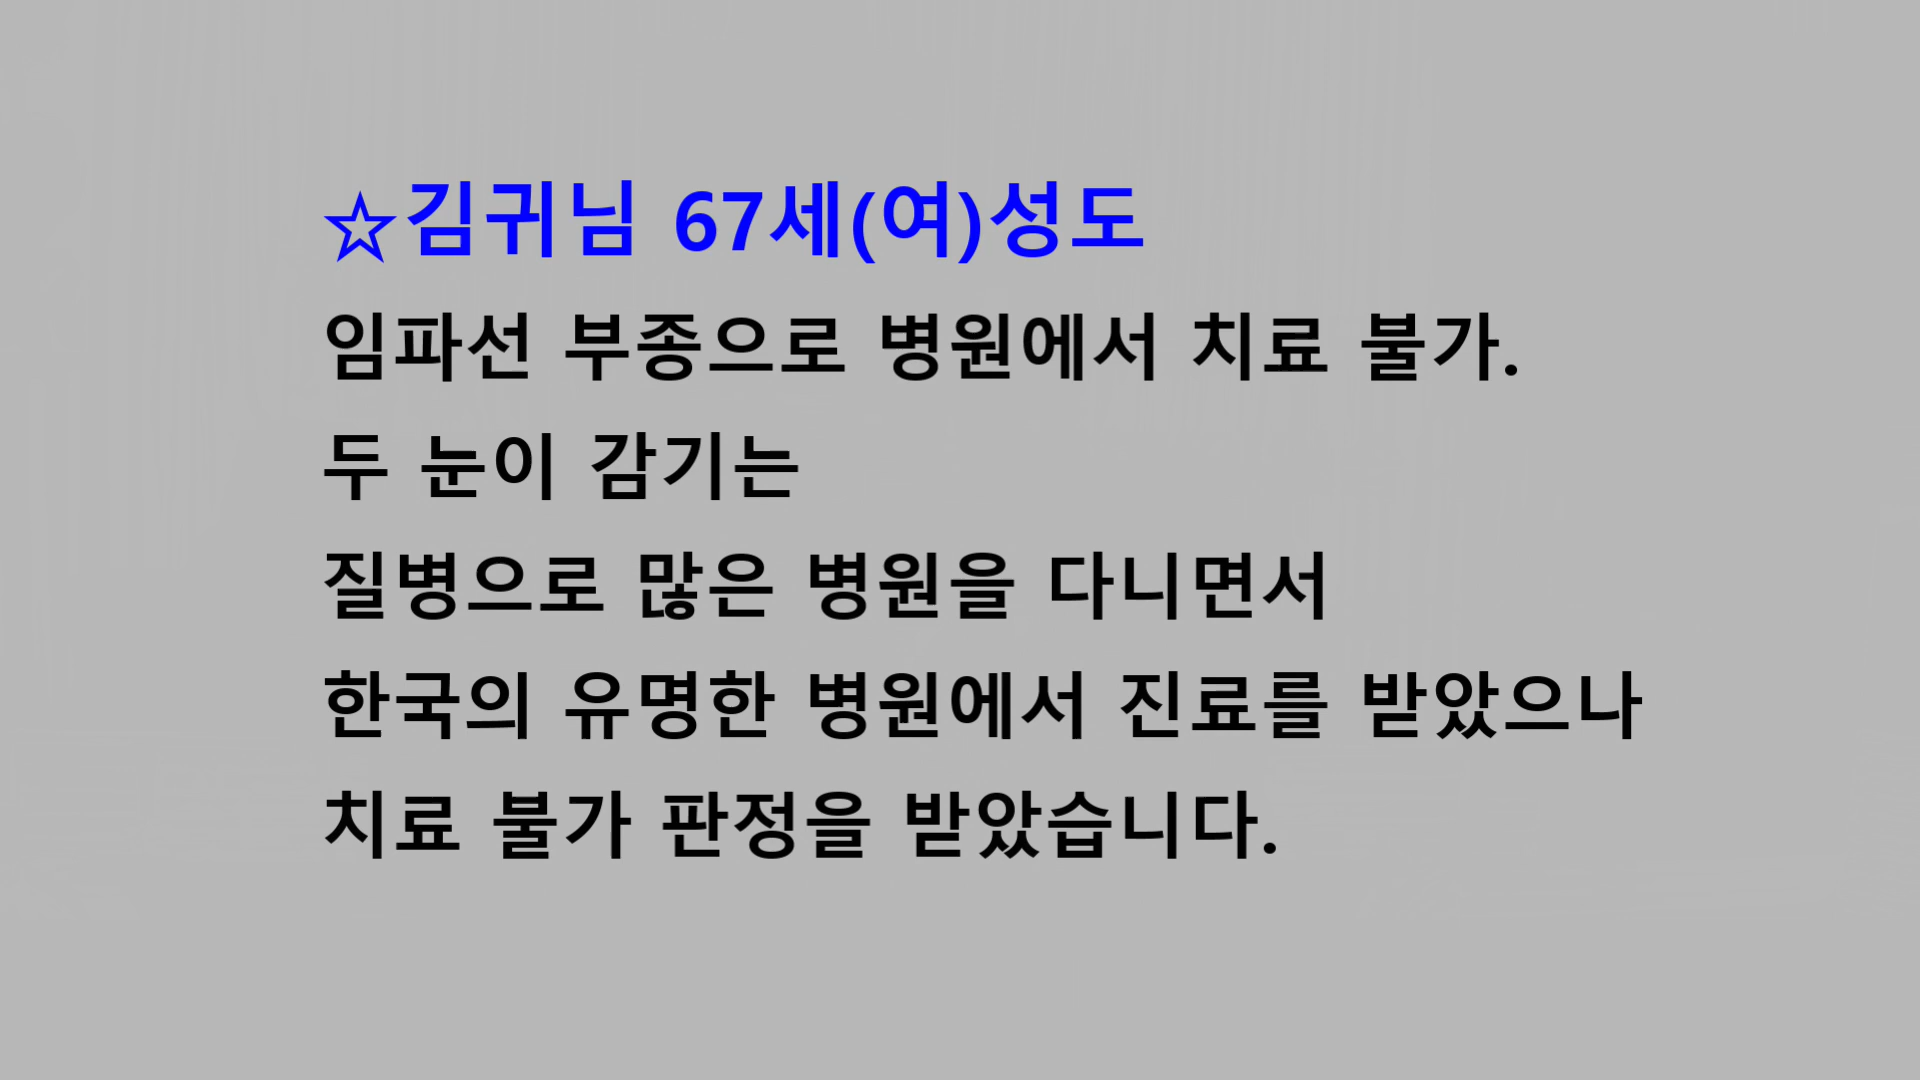 ☆김귀님 67세(여)성도
임파선 부종으로 병원에서 치료 불가.
두 눈이 감기는
질병으로 많은 병원을 다니면서
한국의 유명한 병원에서 진료를 받았으나
치료 불가 판정을 받았습니다.